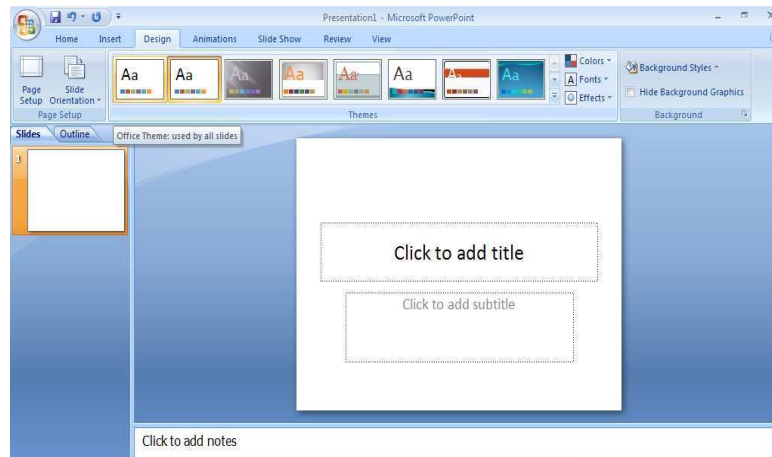 Presentation1 - Microsoft PowerPoint
Home Insert Design Animations Slide Show Review View
Aa Aa Aa Aa Aa Aa Aa Aa
Page Setup
Slide Orientation
Colors
Fonts
Effects
Background Styles
Hide Background Graphics
Page Setup Themes Background
Slides Outline
Office Theme: used by all slides
1
Click to add title
Click to add subtitle
Click to add notes